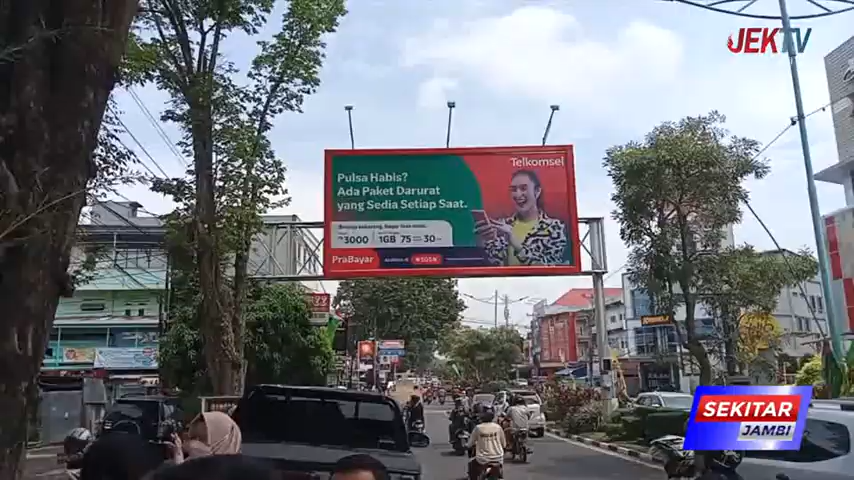 JEKTV
Telkomsel
Pulsa Habis?
Ada Paket Darurat
yang Sedia Setiap Saat.
3000
1GB
75
30
PraBayar
SEKITAR
JAMBI